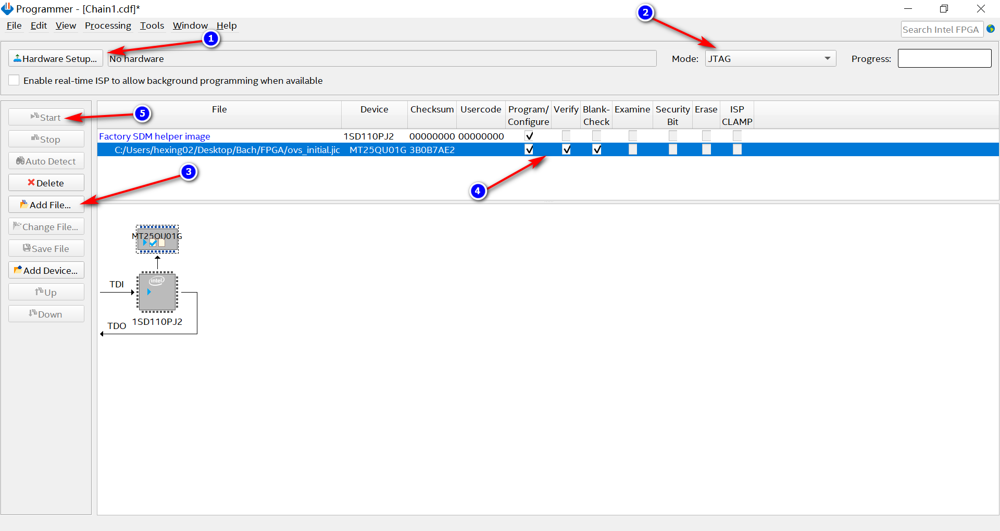 Programmer - [Chain1.cdf]*
File Edit View Processing Tools Window Help
Search Intel FPGA
1
2
Hardware Setup...
No hardware
Mode:
JTAG
Progress:
Enable real-time ISP to allow background programming when available
Start
5
Stop
Auto Detect
Delete
3
Add File...
Change File...
Save File
Add Device...
Up
Down
File Device Checksum Usercode Program/ Verify Blank- Examine Security Erase ISP
Configure Check Bit CLAMP
Factory SDM helper image 1SD110PJ2 00000000 00000000
C:/Users/hexing02/Desktop/Bach/FPGA/ovs_initial.jic MT25QU01G 3B0B7AE2
4
MT25QU01G
intel
TDI
1SD110PJ2
TDO